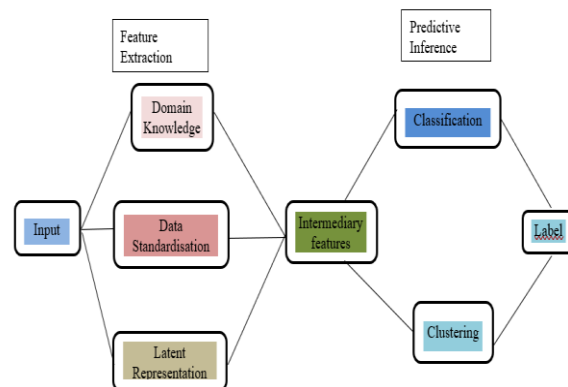 Feature
Extraction
Predictive
Inference
Domain
Knowledge
Classification
Input
Data
Standardisation
Intermediary
features
Label
Latent
Representation
Clustering